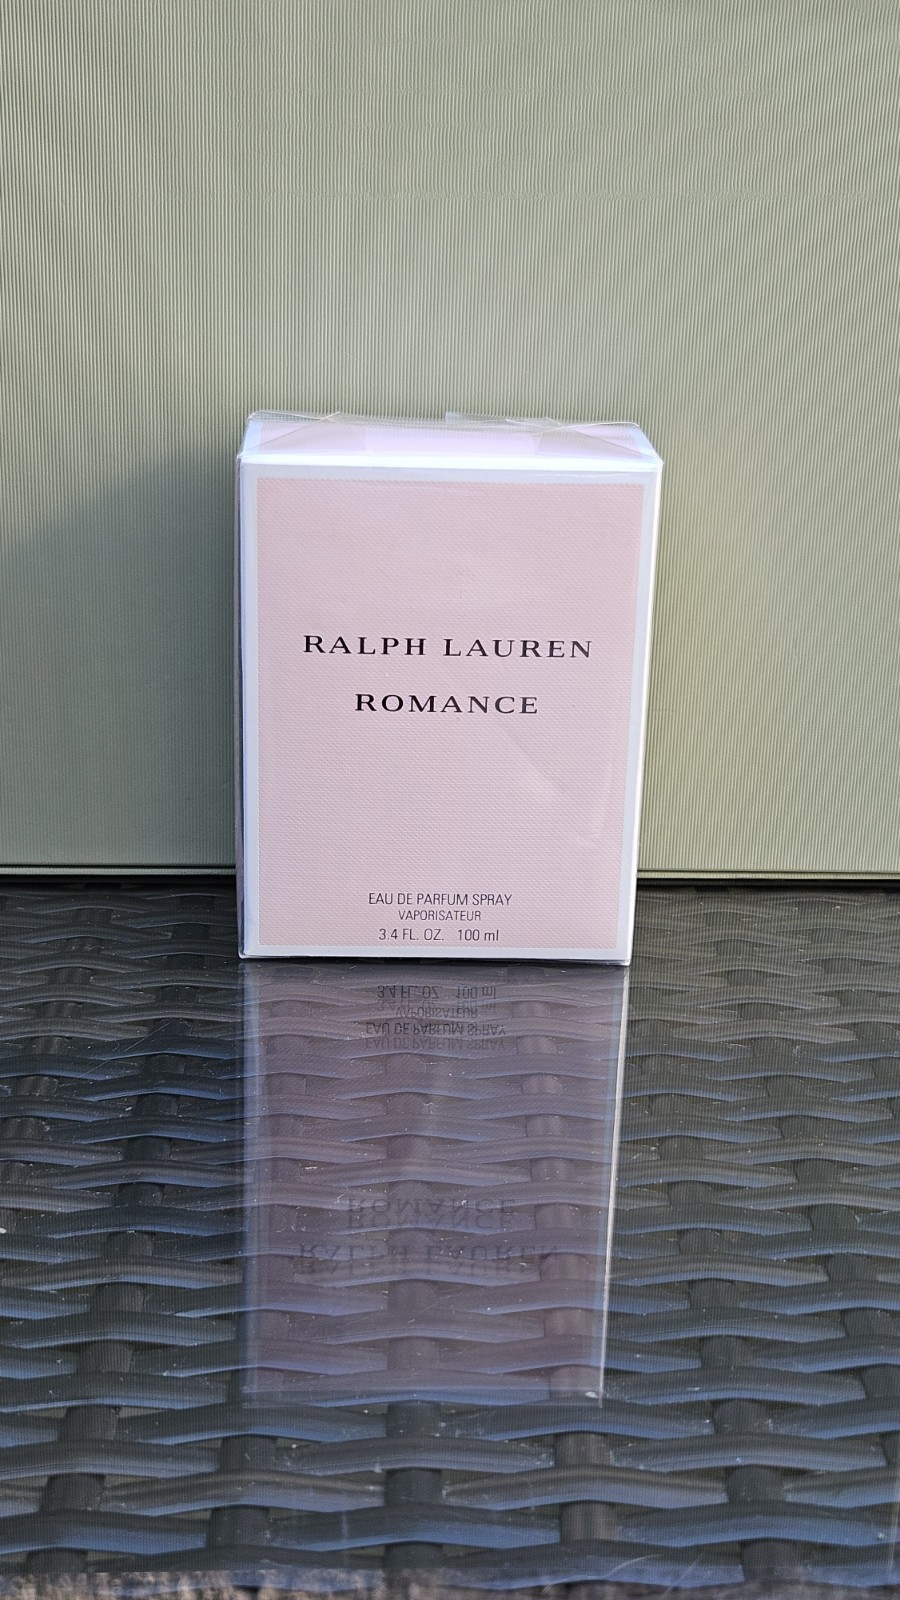 RALPH LAUREN
ROMANCE
EAU DE PARFUM SPRAY
VAPORISATEUR
3.4 FL. OZ. 100 ml